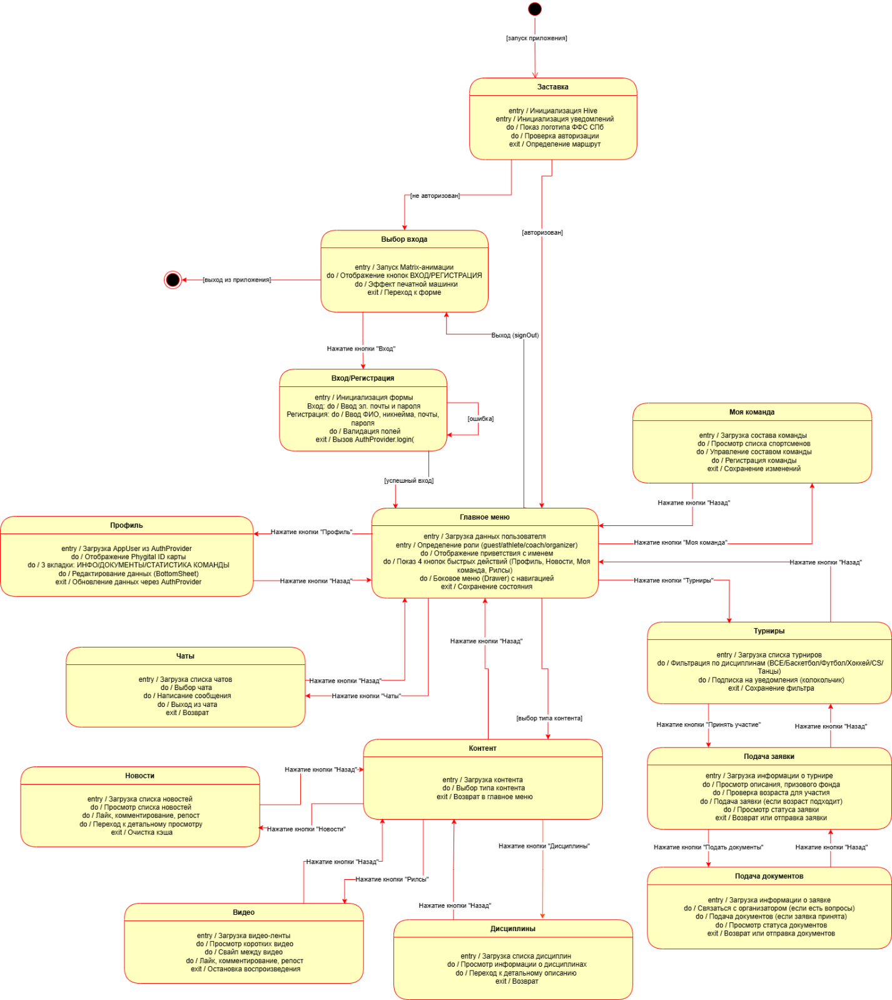 [запуск приложения]
Заставка
entry / Инициализация Hive
entry / Инициализация уведомлений
do / Показ логотипа ФФС СПб
do / Проверка авторизации
exit / Определение маршрут
[не авторизован]
[авторизован]
Выбор входа
entry / Запуск Matrix-анимации
do / Отображение кнопок ВХОД/РЕГИСТРАЦИЯ
do / Эффект печатной машинки
exit / Переход к форме
[выход из приложения]
Выход (signOut)
Нажатие кнопки "Вход"
Вход/Регистрация
entry / Инициализация формы
Вход: do / Ввод эл. почты и пароля
Регистрация: do / Ввод ФИО, никнейма, почты,
пароля
do / Валидация полей
exit / Вызов AuthProvider.login(
[ошибка]
[успешный вход]
Моя команда
entry / Загрузка состава команды
do / Просмотр списка спортсменов
do / Управление составом команды
do / Регистрация команды
exit / Сохранение изменений
Нажатие кнопки "Назад"
Нажатие кнопки "Моя команда"
Главное меню
entry / Загрузка данных пользователя
entry / Определение роли (guest/athlete/coach/organizer)
do / Отображение приветствия с именем
do / Показ 4 кнопок быстрых действий (Профиль, Новости, Моя
команда, Рилсы)
do / Боковое меню (Drawer) с навигацией
exit / Сохранение состояния
Нажатие кнопки "Профиль"
Профиль
entry / Загрузка AppUser из AuthProvider
do / Отображение Phygital ID карты
do / 3 вкладки: ИНФО/ДОКУМЕНТЫ/СТАТИСТИКА КОМАНДЫ
do / Редактирование данных (BottomSheet)
exit / Обновление данных через AuthProvider
Нажатие кнопки "Назад"
Нажатие кнопки "Назад"
Нажатие кнопки "Турниры"
Турниры
entry / Загрузка списка турниров
do / Фильтрация по дисциплинам (ВСЕ/Баскетбол/Футбол/Хоккей/CS/
Танцы)
do / Подписка на уведомления (колокольчик)
exit / Сохранение фильтра
Нажатие кнопки "Назад"
Чаты
entry / Загрузка списка чатов
do / Выбор чата
do / Написание сообщения
do / Выход из чата
exit / Возврат
Нажатие кнопки "Назад"
Нажатие кнопки "Чаты"
[выбор типа контента]
Нажатие кнопки "Принять участие"
Нажатие кнопки "Назад"
Контент
entry / Загрузка контента
do / Выбор типа контента
exit / Возврат в главное меню
Подача заявки
entry / Загрузка информации о турнире
do / Просмотр описания, призового фонда
do / Проверка возраста для участия
do / Подача заявки (если возраст подходит)
do / Просмотр статуса заявки
exit / Возврат или отправка заявки
Новости
entry / Загрузка списка новостей
do / Просмотр списка новостей
do / Лайк, комментирование, репост
do / Переход к детальному просмотру
exit / Очистка кэша
Нажатие кнопки "Назад"
Нажатие кнопки "Новости"
Нажатие кнопки "Дисциплины"
Нажатие кнопки "Подать документы"
Нажатие кнопки "Назад"
Нажатие кнопки "Назад"
Нажатие кнопки "Рилсы"
Нажатие кнопки "Назад"
Подача документов
entry / Загрузка информации о заявке
do / Связаться с организатором (если есть вопросы)
do / Подача документов (если заявка принята)
do / Просмотр статуса документов
exit / Возврат или отправка документов
Видео
entry / Загрузка видео-ленты
do / Просмотр коротких видео
do / Свайп между видео
do / Лайк, комментирование, репост
exit / Остановка воспроизведения
Дисциплины
entry / Загрузка списка дисциплин
do / Просмотр информации о дисциплинах
do / Переход к детальному описанию
exit / Возврат